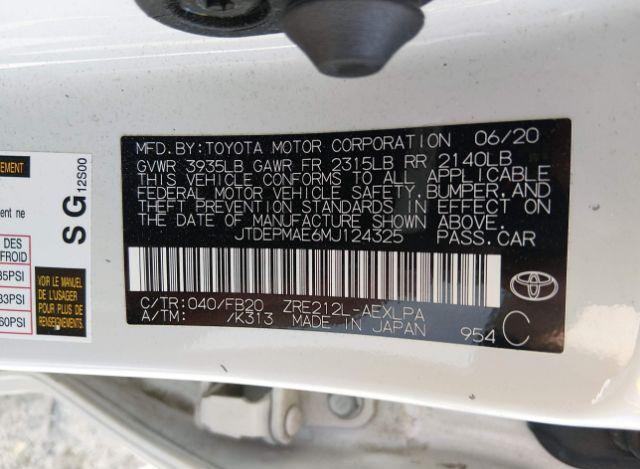 MFD. BY: TOYOTA MOTOR CORPORATION 06/20
GVWR 3935LB GAWR FR 2315LB RR 2140LB
THIS VEHICLE CONFORMS TO ALL APPLICABLE
FEDERAL MOTOR VEHICLE SAFETY, BUMPER, AND
THEFT PREVENTION STANDARDS IN EFFECT ON
THE DATE OF MANUFACTURE SHOWN ABOVE.
JTDEPMAE6MJ124325 PASS. CAR
C/TR: 040/FB20 ZRE212L-AEXLPA
A/TM: /K313 MADE IN JAPAN 954 C
SG 12S00
EMENT
ent ne
DES
FROID
35PSI
33PSI
60PSI
VOIR LE MANUEL
DE L'USAGER
POUR PLUS DE
RENSEIGNEMENTS.